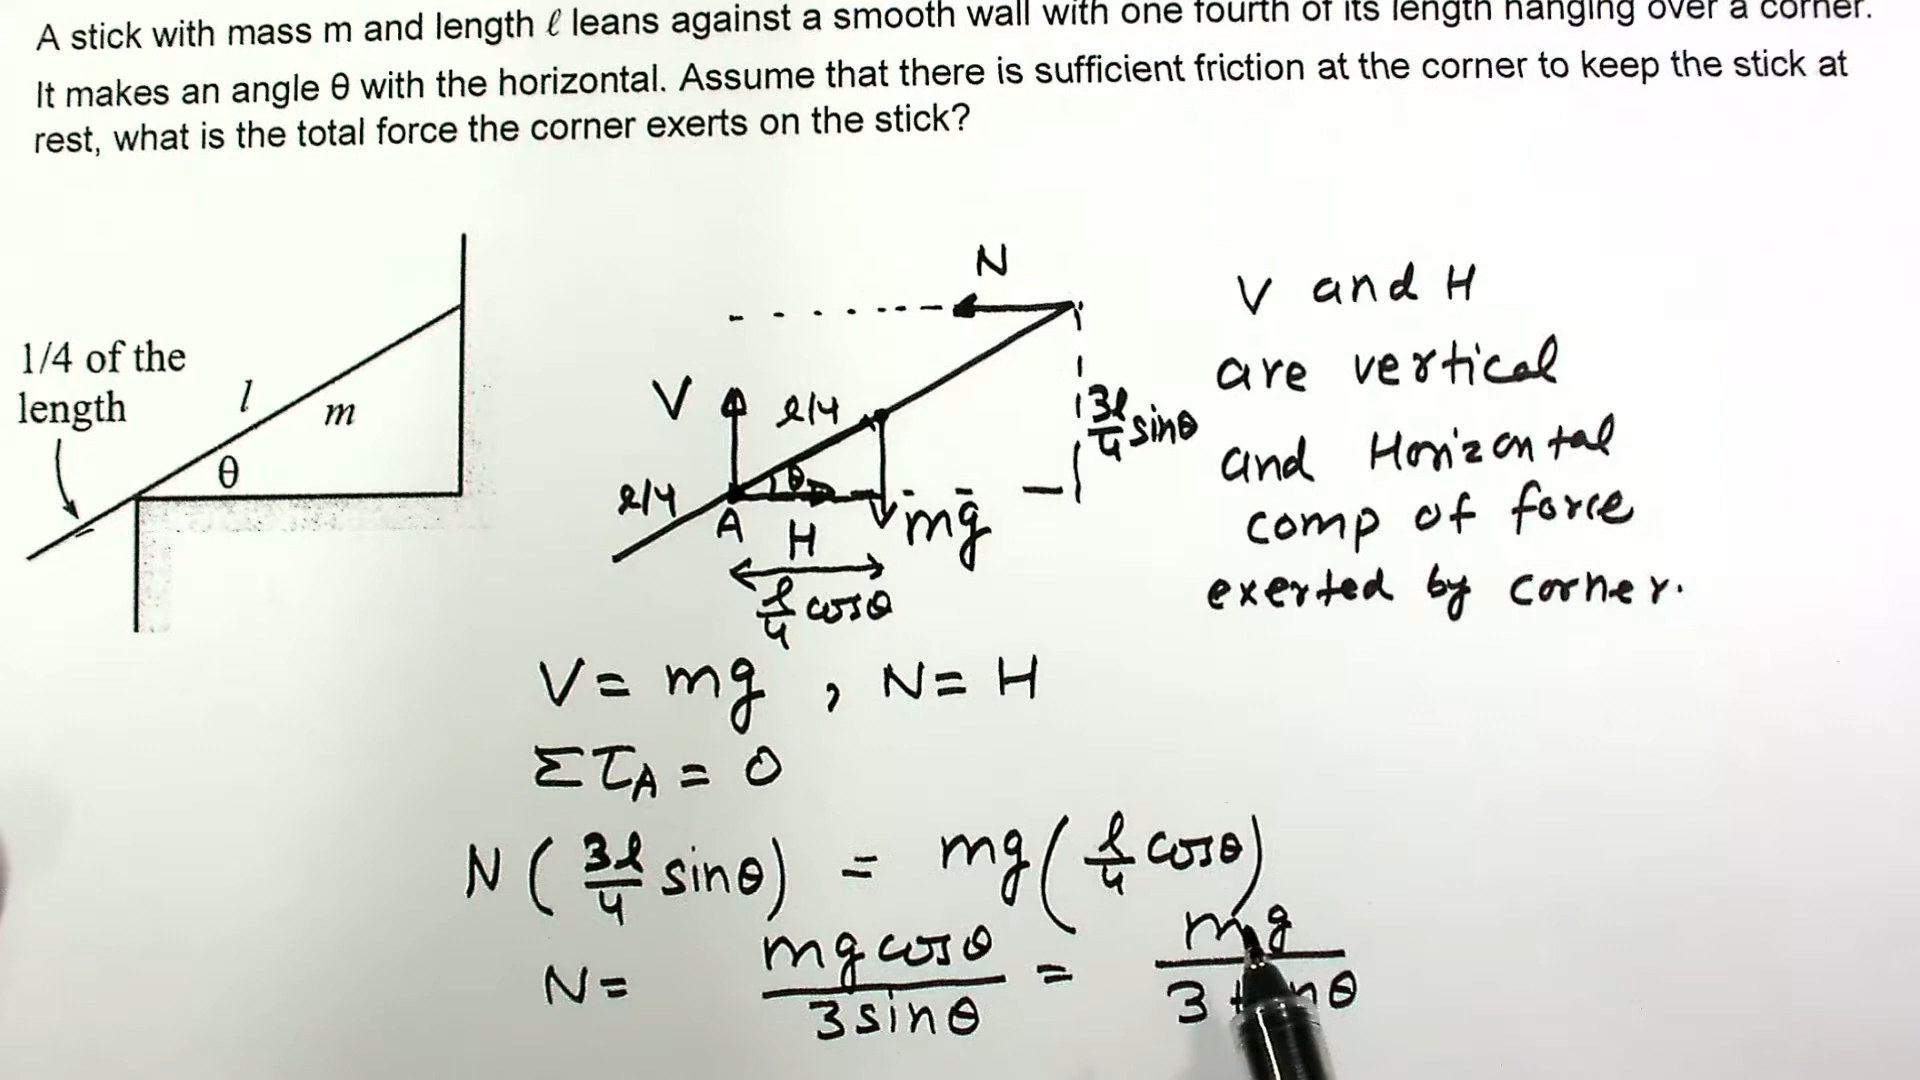 A stick with mass m and length ℓ leans against a smooth wall with one fourth of its length hanging over a corner.
It makes an angle θ with the horizontal. Assume that there is sufficient friction at the corner to keep the stick at
rest, what is the total force the corner exerts on the stick?
1/4 of the
length
l
m
θ
N
V
ℓ/4
ℓ/4
θ
A
H
mg
3ℓ/4 sinθ
ℓ/4 cosθ
V and H
are vertical
and Horizontal
comp of force
exerted by corner.
V = mg , N = H
Στ_A = 0
N ( 3ℓ/4 sinθ ) = mg ( ℓ/4 cosθ )
N = mg cosθ / 3 sinθ = mg / 3 tanθ